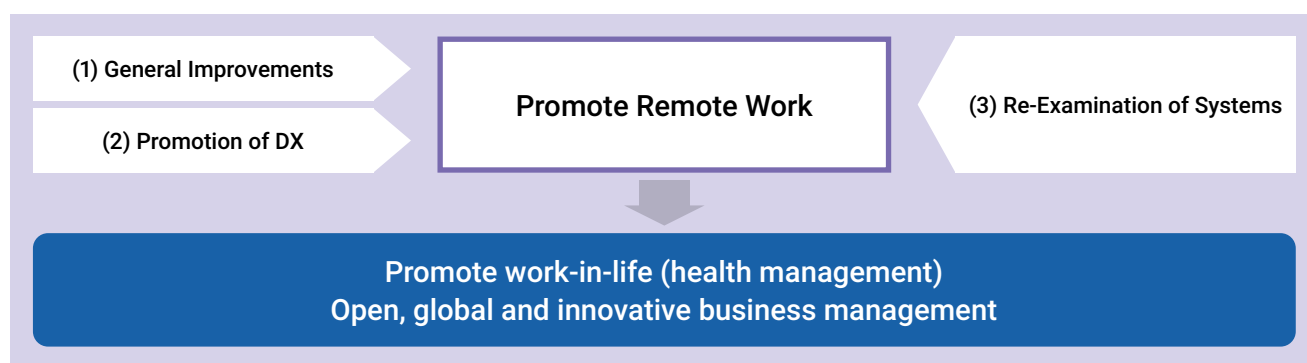 (1) General Improvements
(2) Promotion of DX
Promote Remote Work
(3) Re-Examination of Systems
Promote work-in-life (health management)
Open, global and innovative business management